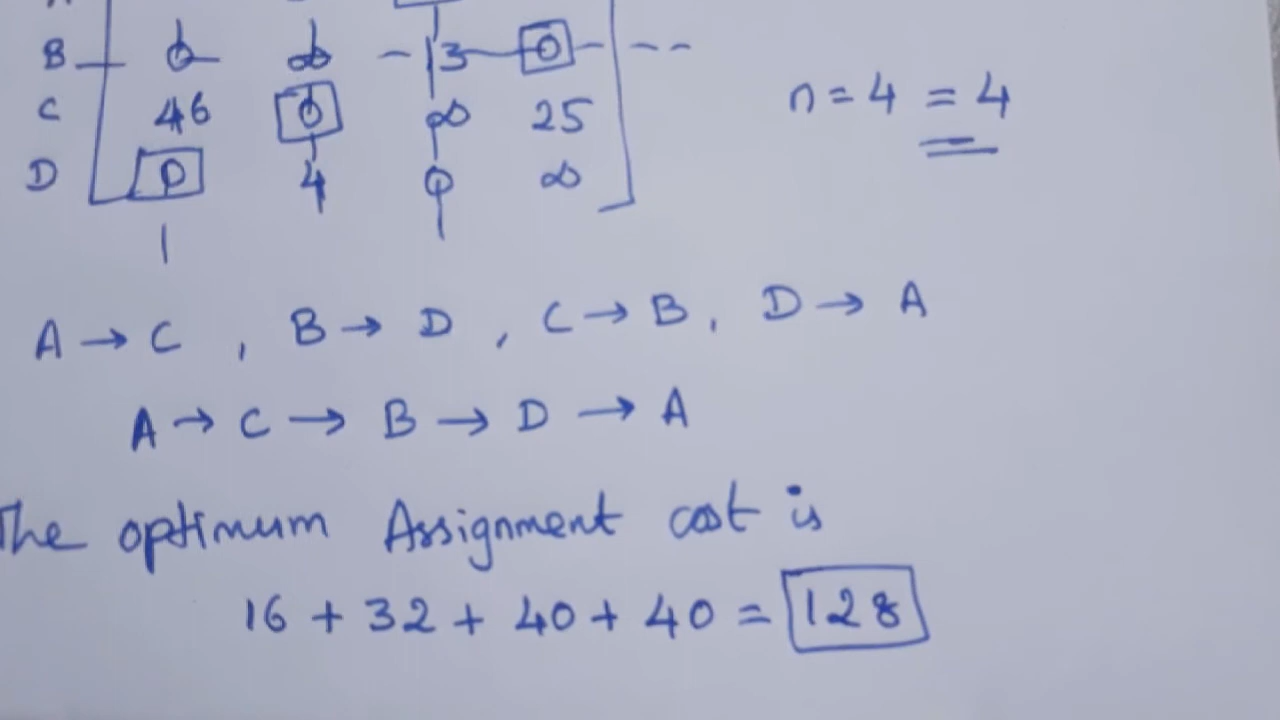 B 0 ∞ 13 0
C 46 0 ∞ 25
D 0 4 0 ∞
n = 4 = 4
A → C , B → D , C → B , D → A
A → C → B → D → A
The optimum Assignment cost is
16 + 32 + 40 + 40 = 128